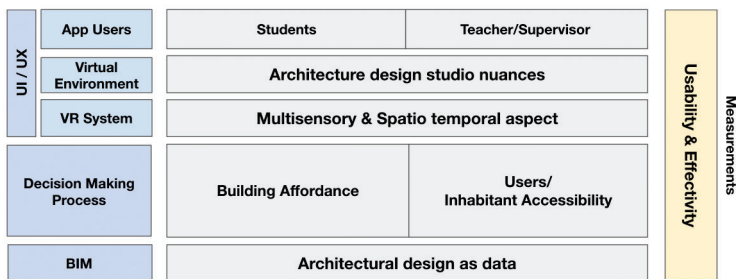 UI / UX
App Users
Students
Teacher/Supervisor
Virtual
Environment
Architecture design studio nuances
VR System
Multisensory & Spatio temporal aspect
Decision Making
Process
Building Affordance
Users/
Inhabitant Accessibility
BIM
Architectural design as data
Usability & Effectivity
Measurements